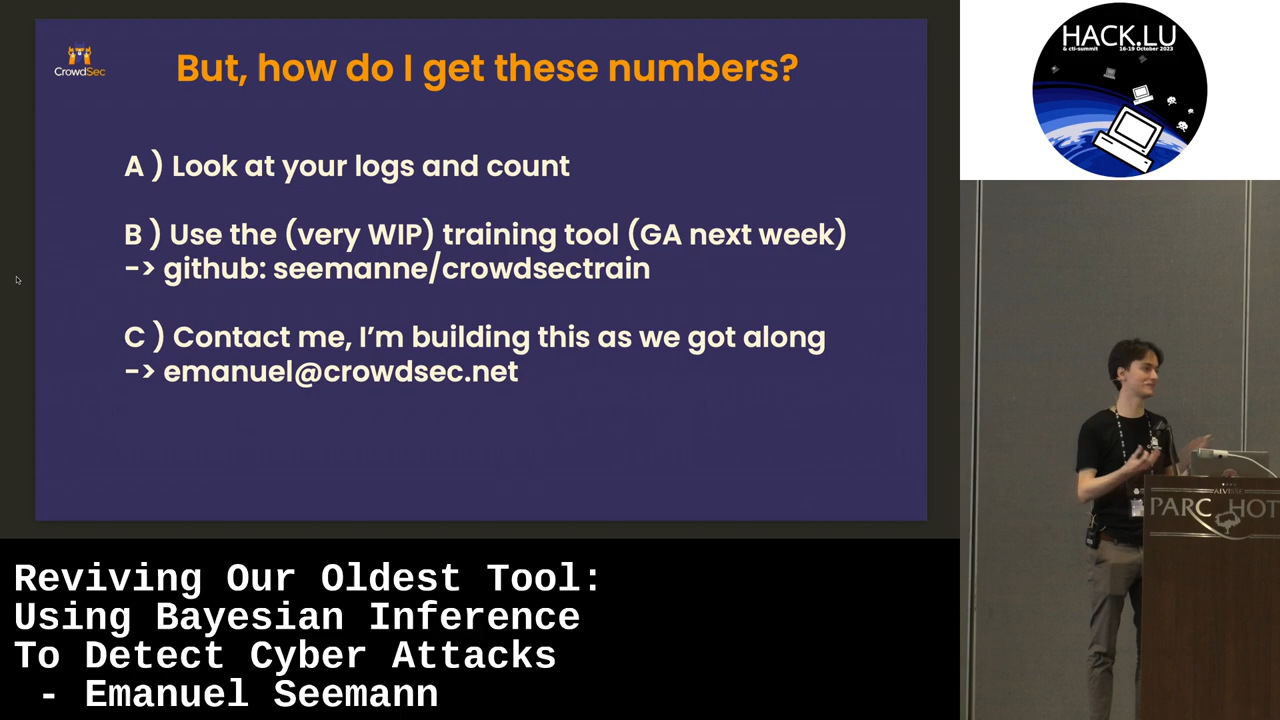 CrowdSec
But, how do I get these numbers?
A ) Look at your logs and count
B ) Use the (very WIP) training tool (GA next week)
-> github: seemanne/crowdsectrain
C ) Contact me, I’m building this as we got along
-> emanuel@crowdsec.net
HACK.LU
& cti-summit 16-19 October 2023
ALVISSE
PARC HOT
Reviving Our Oldest Tool:
Using Bayesian Inference
To Detect Cyber Attacks
- Emanuel Seemann